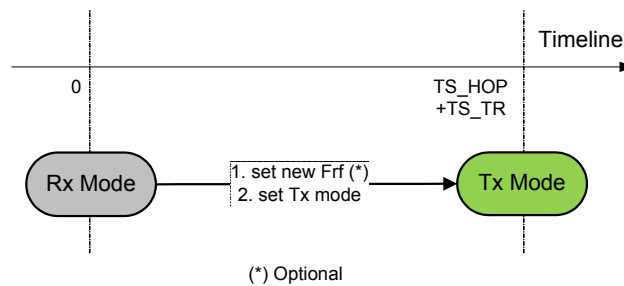 Timeline
0
TS_HOP
+TS_TR
Rx Mode
1. set new Frf (*)
2. set Tx mode
Tx Mode
(*) Optional